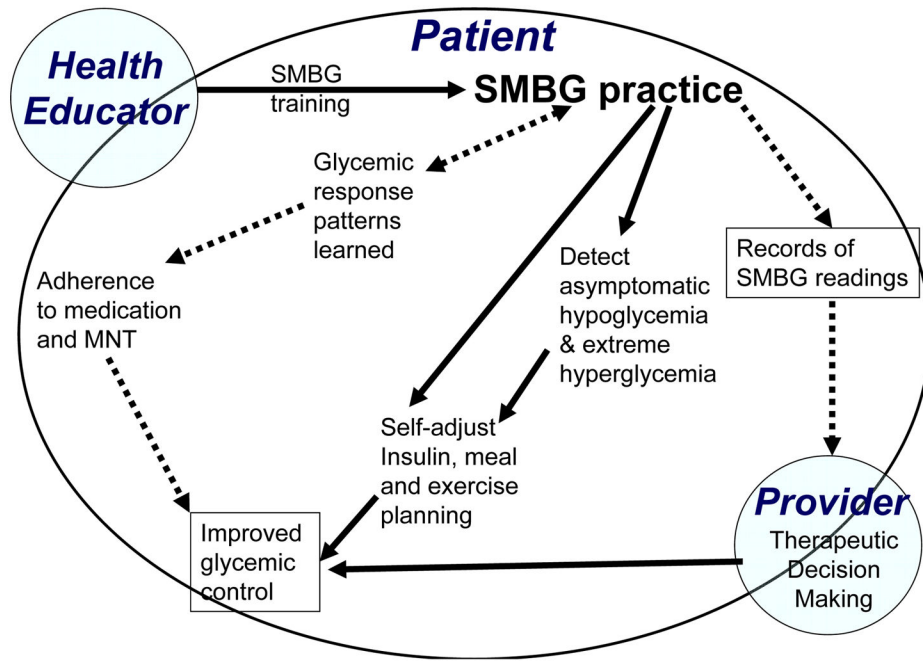 Patient
Health
Educator
SMBG
training
SMBG practice
Glycemic
response
patterns
learned
Adherence
to medication
and MNT
Detect
asymptomatic
hypoglycemia
& extreme
hyperglycemia
Records of
SMBG readings
Self-adjust
Insulin, meal
and exercise
planning
Improved
glycemic
control
Provider
Therapeutic
Decision
Making